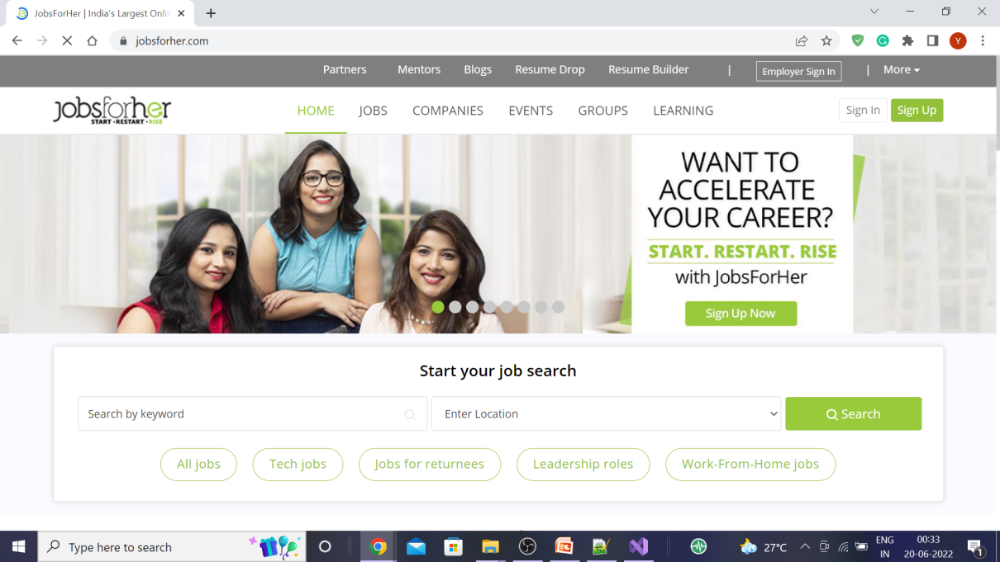 JobsForHer | India's Largest Onlin
jobsforher.com
Y
Partners Mentors Blogs Resume Drop Resume Builder | Employer Sign In | More
jobsforher
START • RESTART • RISE
HOME JOBS COMPANIES EVENTS GROUPS LEARNING Sign In Sign Up
WANT TO
ACCELERATE
YOUR CAREER?
START. RESTART. RISE
with JobsForHer
Sign Up Now
Start your job search
Search by keyword Enter Location Search
All jobs Tech jobs Jobs for returnees Leadership roles Work-From-Home jobs
Type here to search
27°C
ENG
IN
00:33
20-06-2022
1